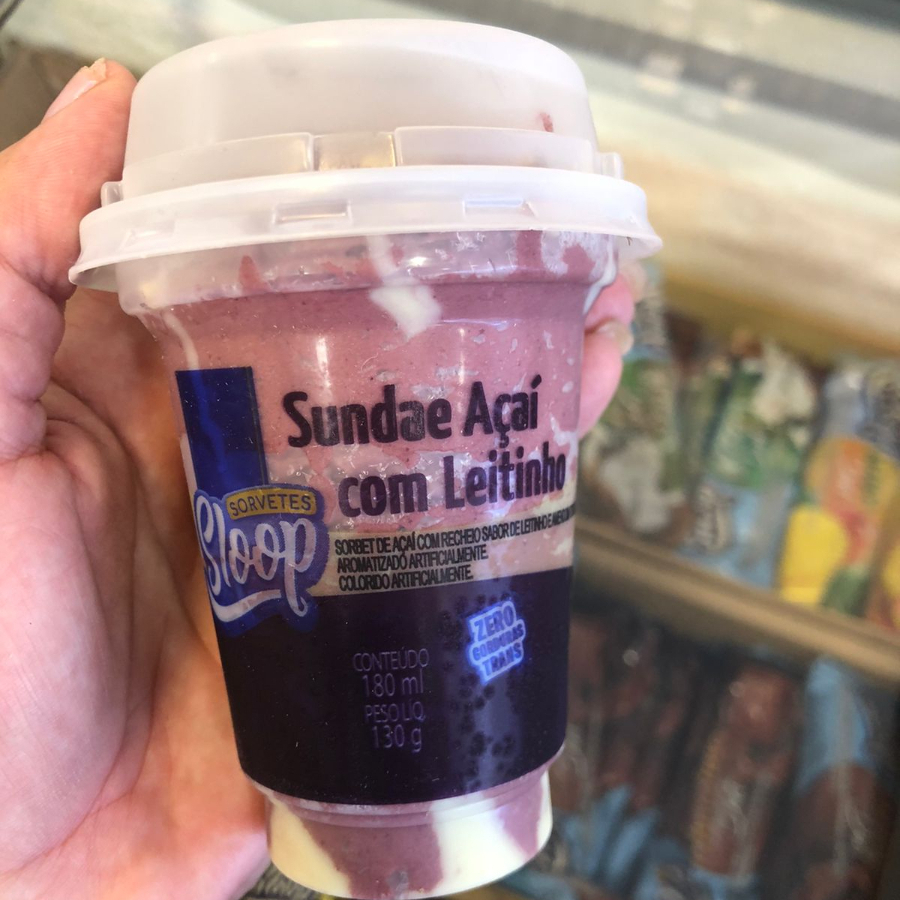 Sundae Açaí
com Leitinho
SORVETES
Sloop
SORBET DE AÇAÍ COM RECHEIO SABOR DE LEITINHO E
AROMATIZADO ARTIFICIALMENTE.
COLORIDO ARTIFICIALMENTE.
ZERO
GORDURAS
TRANS
CONTEÚDO
180 ml
PESO LIQ.
130 g